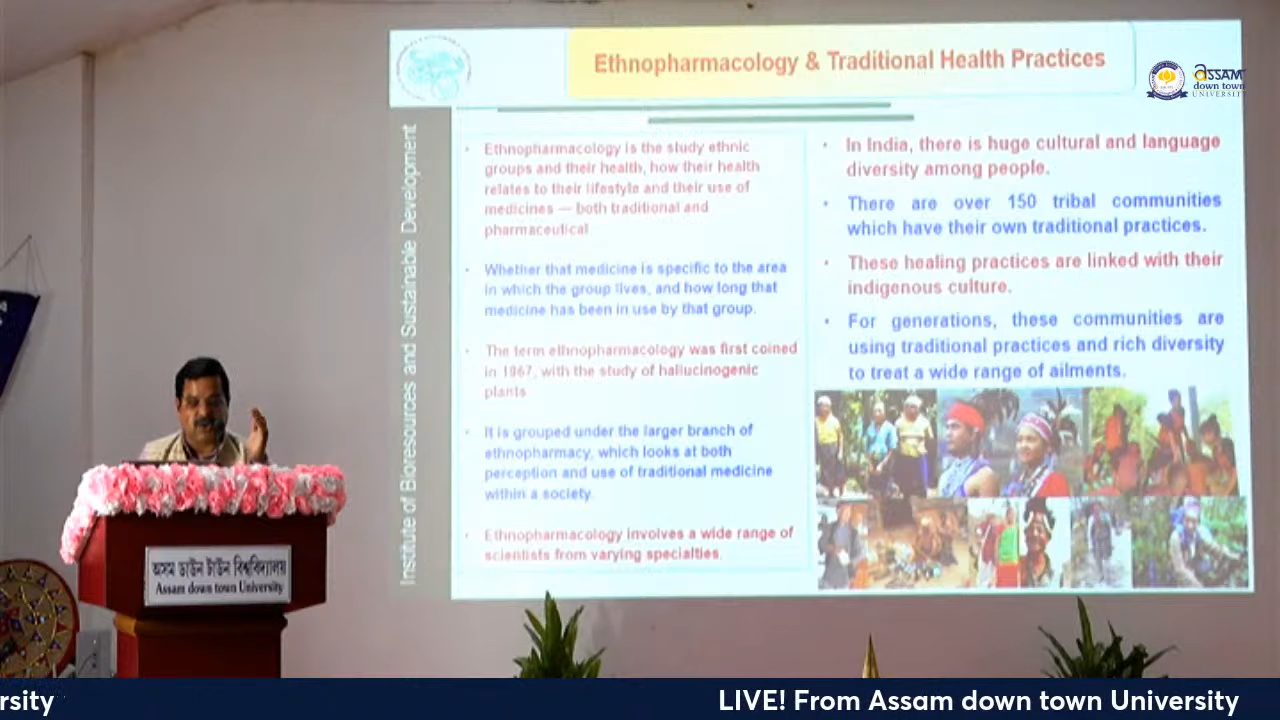 Ethnopharmacology & Traditional Health Practices
ASSAM
down town
UNIVERSITY
Institute of Bioresources and Sustainable Development
• Ethnopharmacology is the study ethnic
groups and their health, how their health
relates to their lifestyle and their use of
medicines — both traditional and
pharmaceutical
• Whether that medicine is specific to the area
in which the group lives, and how long that
medicine has been in use by that group.
• The term ethnopharmacology was first coined
in 1967, with the study of hallucinogenic
plants
• It is grouped under the larger branch of
ethnopharmacy, which looks at both
perception and use of traditional medicine
within a society.
• Ethnopharmacology involves a wide range of
scientists from varying specialties.
• In India, there is huge cultural and language
diversity among people.
• There are over 150 tribal communities
which have their own traditional practices.
• These healing practices are linked with their
indigenous culture.
• For generations, these communities are
using traditional practices and rich diversity
to treat a wide range of ailments.
অসম ডাউন টাউন বিশ্ববিদ্যালয়
Assam down town University
rsity
LIVE! From Assam down town University